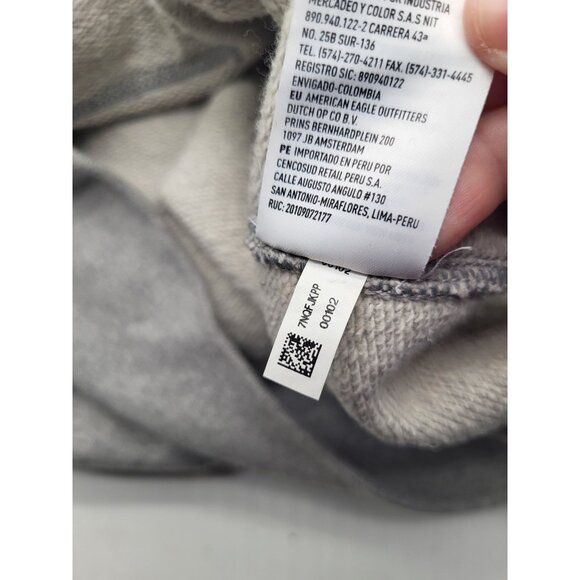 INDUSTRIA
MERCADEO Y COLOR S.A.S NIT
890.940.122-2 CARRERA 43ª
NO. 25B SUR-136
TEL. (574)-270-4211 FAX. (574)-331-4445
REGISTRO SIC: 890940122
ENVIGADO-COLOMBIA
EU AMERICAN EAGLE OUTFITTERS
DUTCH OP CO B.V.
PRINS BERNHARDPLEIN 200
1097 JB AMSTERDAM
PE IMPORTADO EN PERU POR
CENCOSUD RETAIL PERU S.A.
CALLE AUGUSTO ANGULO #130
SAN ANTONIO-MIRAFLORES, LIMA-PERU
RUC: 20109072177
7NQFJKPP
00102